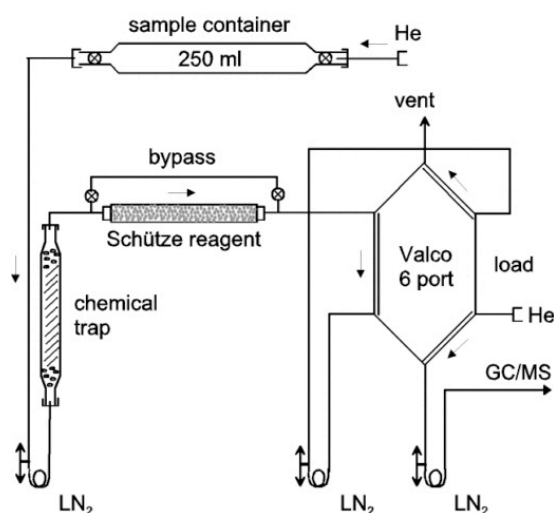 sample container
He
250 ml
vent
bypass
Schütze reagent
Valco
6 port
load
chemical
trap
He
GC/MS
LN₂
LN₂
LN₂